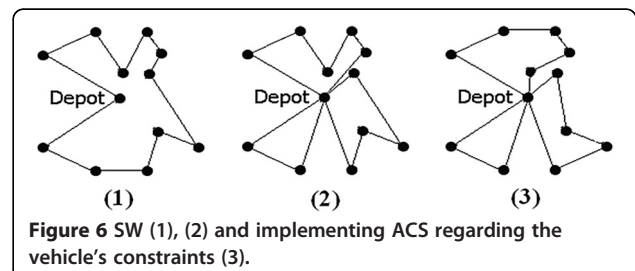 Depot Depot Depot
(1) (2) (3)
Figure 6 SW (1), (2) and implementing ACS regarding the
vehicle's constraints (3).